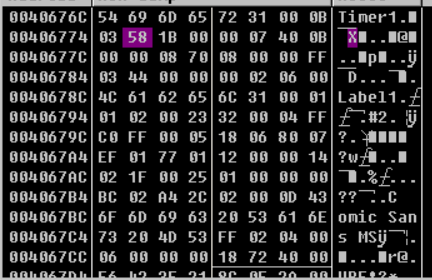 0040676C 54 69 6D 65 72 31 00 0B Timer1.
00406774 03 58 1B 00 00 07 40 0B X..@
0040677C 00 00 08 70 08 00 00 FF ..p..ÿ
00406784 03 44 00 00 00 02 06 00 D...
0040678C 4C 61 62 65 6C 31 00 01 Label1.
00406794 01 02 00 23 32 00 04 FF .#2. ÿ
0040679C C0 FF 00 05 18 06 80 07 ?.
004067A4 EF 01 77 01 12 00 00 14 ?w..
004067AC 02 1F 00 25 01 00 00 00 .%...
004067B4 BC 02 A4 2C 02 00 0D 43 ??.C
004067BC 6F 6D 69 63 20 53 61 6E omic San
004067C4 73 20 4D 53 FF 02 04 00 s MSÿ.
004067CC 06 00 00 00 18 72 40 00 ...r@.